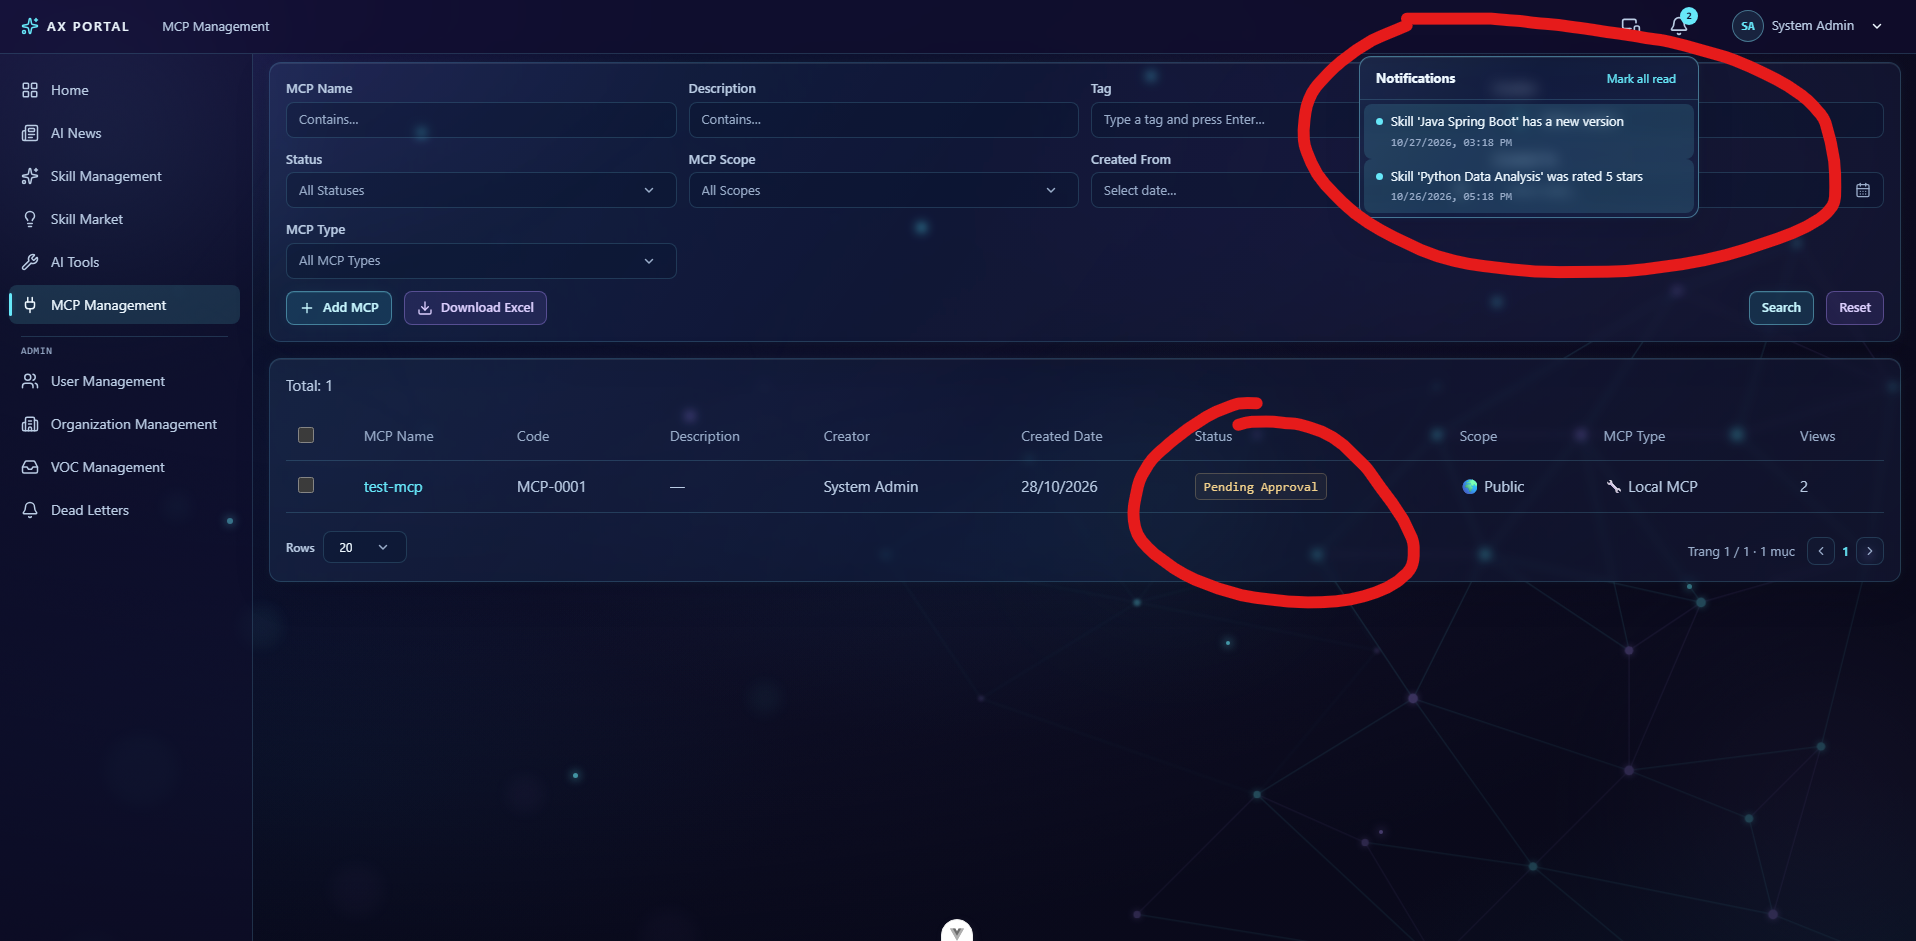 AX PORTAL
MCP Management
2
SA
System Admin
Home
AI News
Skill Management
Skill Market
AI Tools
MCP Management
ADMIN
User Management
Organization Management
VOC Management
Dead Letters
MCP Name
Description
Tag
Contains...
Contains...
Type a tag and press Enter...
Status
MCP Scope
Created From
All Statuses
All Scopes
Select date...
MCP Type
All MCP Types
Add MCP
Download Excel
Search
Reset
Notifications
Mark all read
Skill 'Java Spring Boot' has a new version
10/27/2026, 03:18 PM
Skill 'Python Data Analysis' was rated 5 stars
10/26/2026, 05:18 PM
Total: 1
MCP Name Code Description Creator Created Date Status Scope MCP Type Views
test-mcp MCP-0001 — System Admin 28/10/2026 Pending Approval Public Local MCP 2
Rows 20
Trang 1 / 1 · 1 mục
1